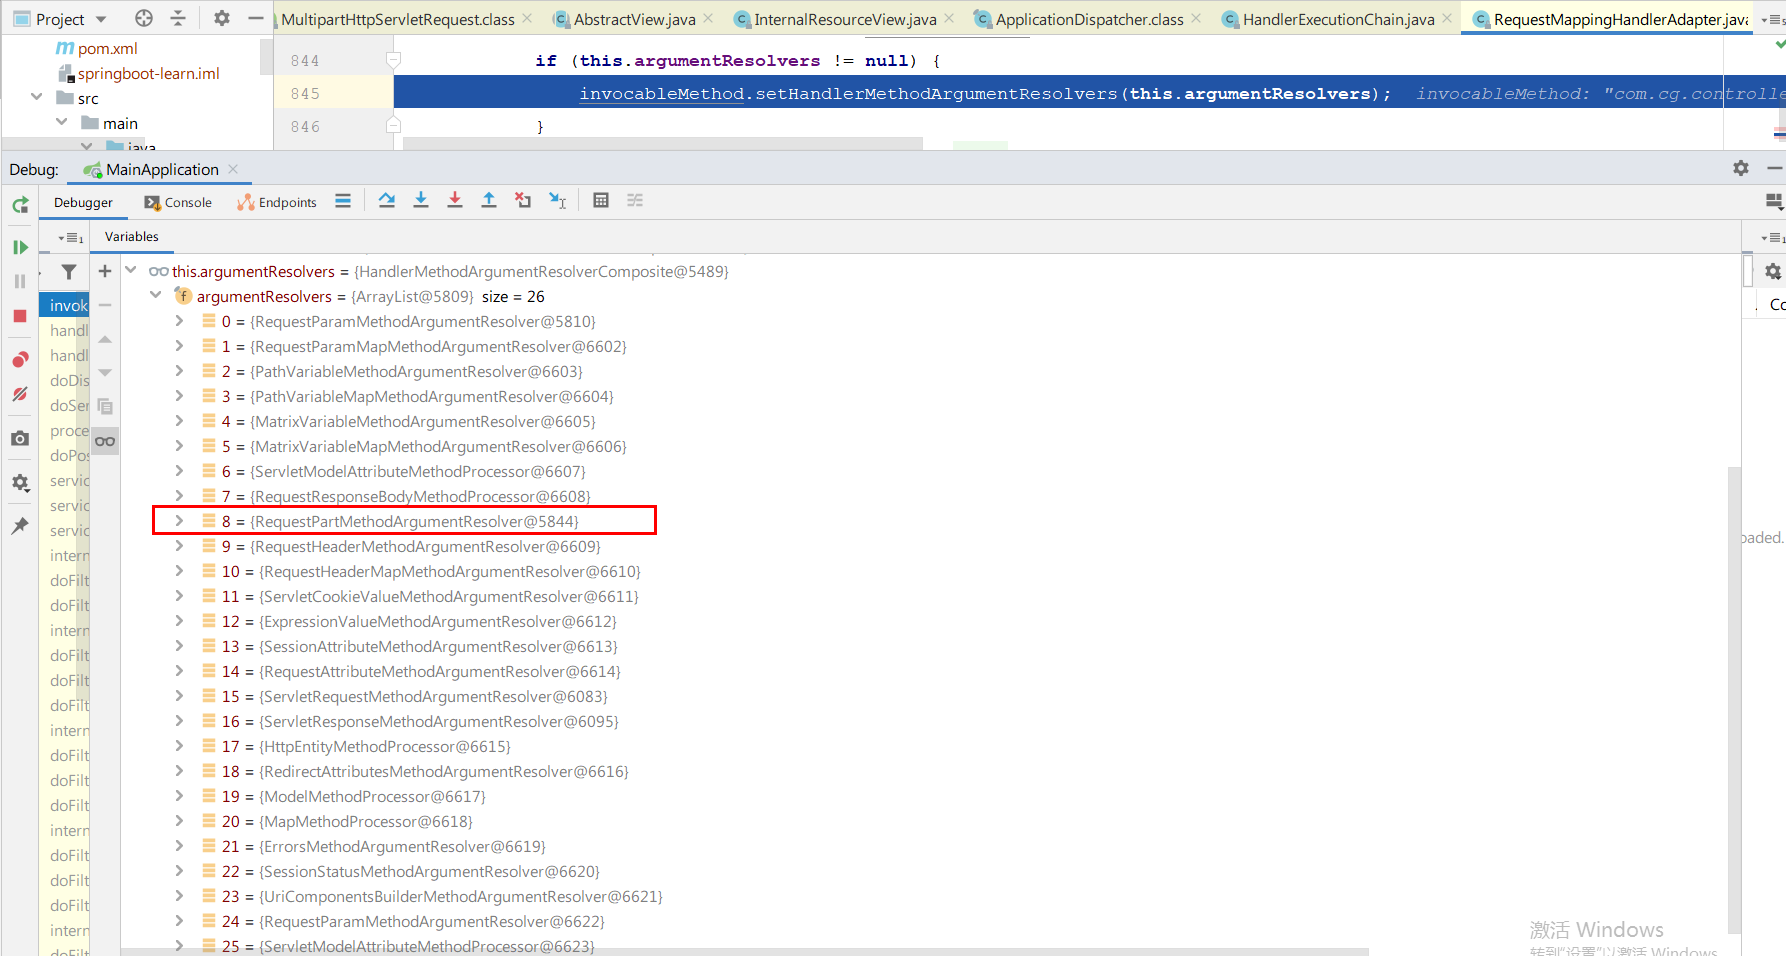 Project
MultipartHttpServletRequest.class
AbstractView.java
InternalResourceView.java
ApplicationDispatcher.class
HandlerExecutionChain.java
RequestMappingHandlerAdapter.java
pom.xml
springboot-learn.iml
src
main
java
844 if (this.argumentResolvers != null) {
845 invocableMethod.setHandlerMethodArgumentResolvers(this.argumentResolvers); invocableMethod: "com.cg.controlle
846 }
Debug: MainApplication
Debugger Console Endpoints
Variables
this.argumentResolvers = {HandlerMethodArgumentResolverComposite@5489}
argumentResolvers = {ArrayList@5809} size = 26
0 = {RequestParamMethodArgumentResolver@5810}
1 = {RequestParamMapMethodArgumentResolver@6602}
2 = {PathVariableMethodArgumentResolver@6603}
3 = {PathVariableMapMethodArgumentResolver@6604}
4 = {MatrixVariableMethodArgumentResolver@6605}
5 = {MatrixVariableMapMethodArgumentResolver@6606}
6 = {ServletModelAttributeMethodProcessor@6607}
7 = {RequestResponseBodyMethodProcessor@6608}
8 = {RequestPartMethodArgumentResolver@5844}
9 = {RequestHeaderMethodArgumentResolver@6609}
10 = {RequestHeaderMapMethodArgumentResolver@6610}
11 = {ServletCookieValueMethodArgumentResolver@6611}
12 = {ExpressionValueMethodArgumentResolver@6612}
13 = {SessionAttributeMethodArgumentResolver@6613}
14 = {RequestAttributeMethodArgumentResolver@6614}
15 = {ServletRequestMethodArgumentResolver@6083}
16 = {ServletResponseMethodArgumentResolver@6095}
17 = {HttpEntityMethodProcessor@6615}
18 = {RedirectAttributesMethodArgumentResolver@6616}
19 = {ModelMethodProcessor@6617}
20 = {MapMethodProcessor@6618}
21 = {ErrorsMethodArgumentResolver@6619}
22 = {SessionStatusMethodArgumentResolver@6620}
23 = {UriComponentsBuilderMethodArgumentResolver@6621}
24 = {RequestParamMethodArgumentResolver@6622}
25 = {ServletModelAttributeMethodProcessor@6623}
invok
handl
handl
doDis
doSer
proce
doPos
servic
servic
servic
intern
doFilt
doFilt
intern
doFilt
doFilt
doFilt
intern
doFilt
doFilt
doFilt
intern
doFilt
doFilt
doFilt
intern
doFilt
Co
oaded.
激活 Windows
转到"设置"以激活 Windows